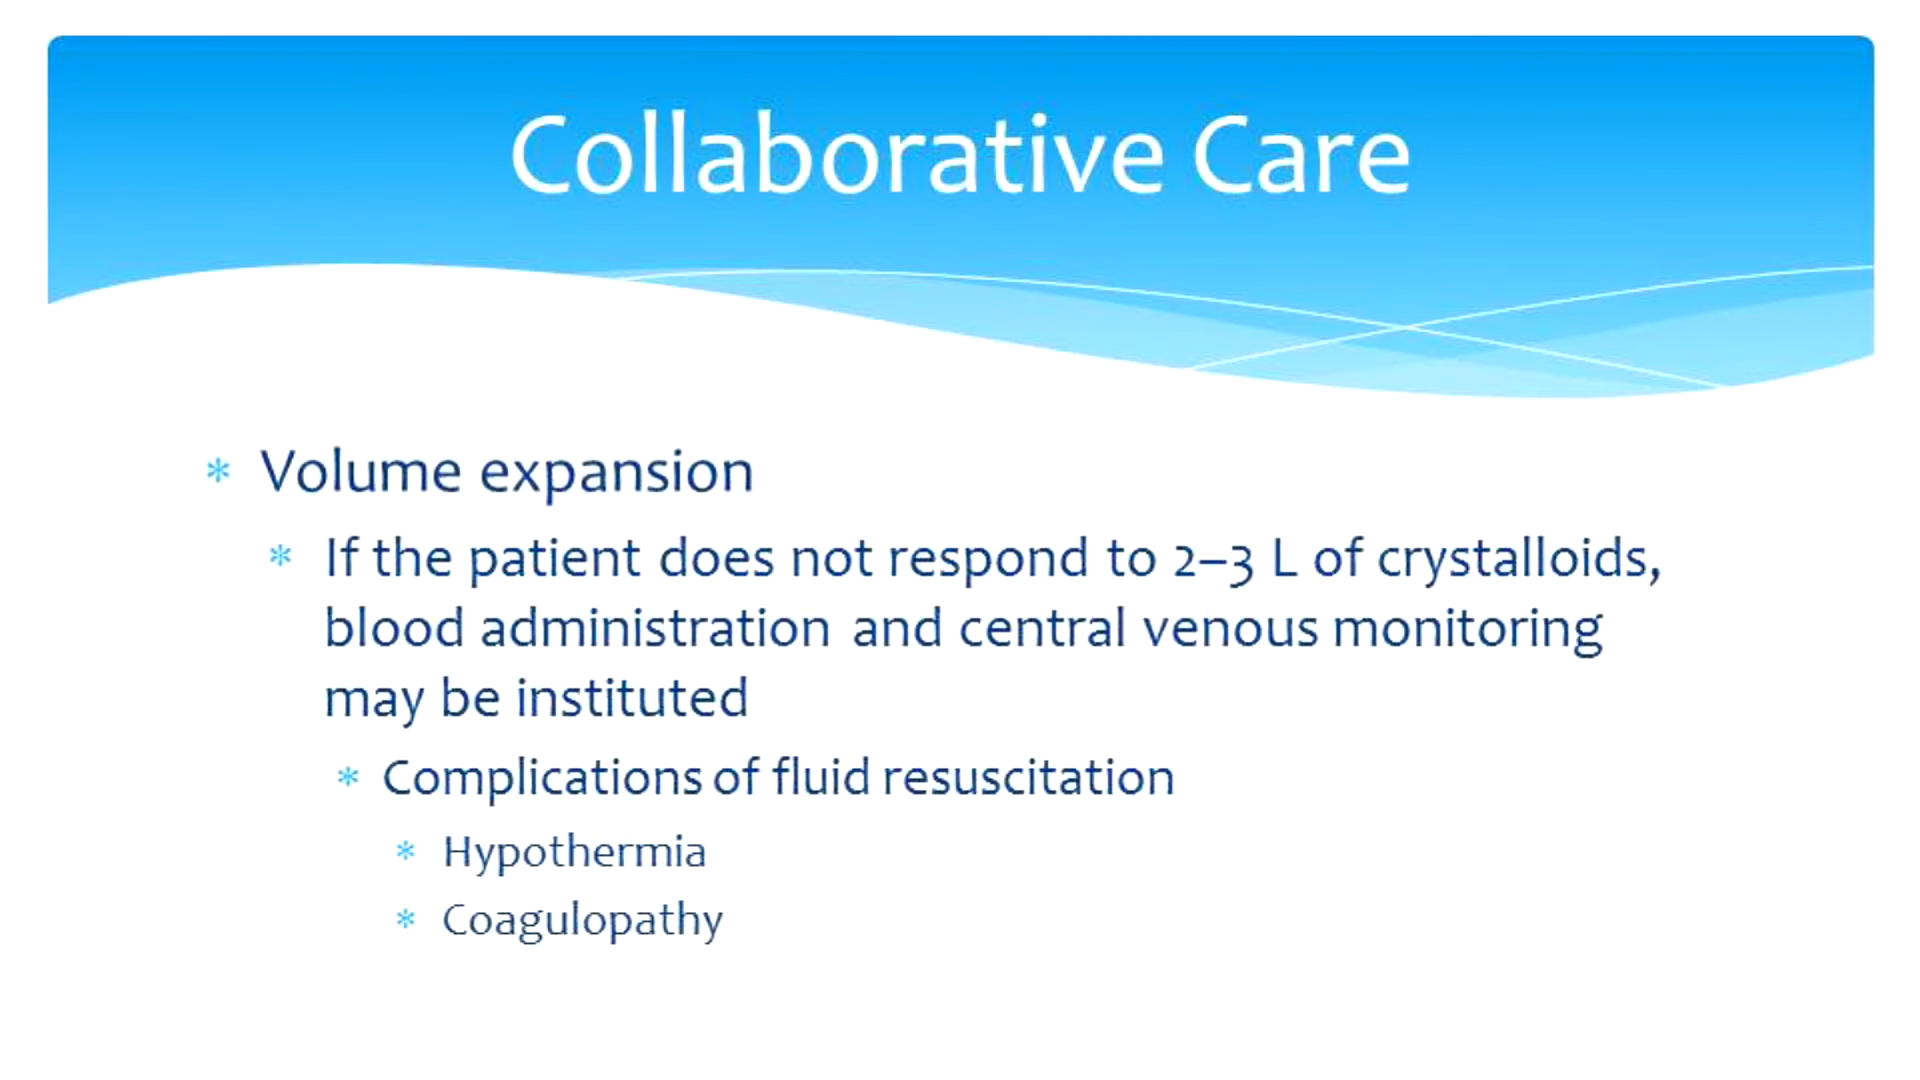 Collaborative Care
* Volume expansion
* If the patient does not respond to 2–3 L of crystalloids,
blood administration and central venous monitoring
may be instituted
* Complications of fluid resuscitation
* Hypothermia
* Coagulopathy